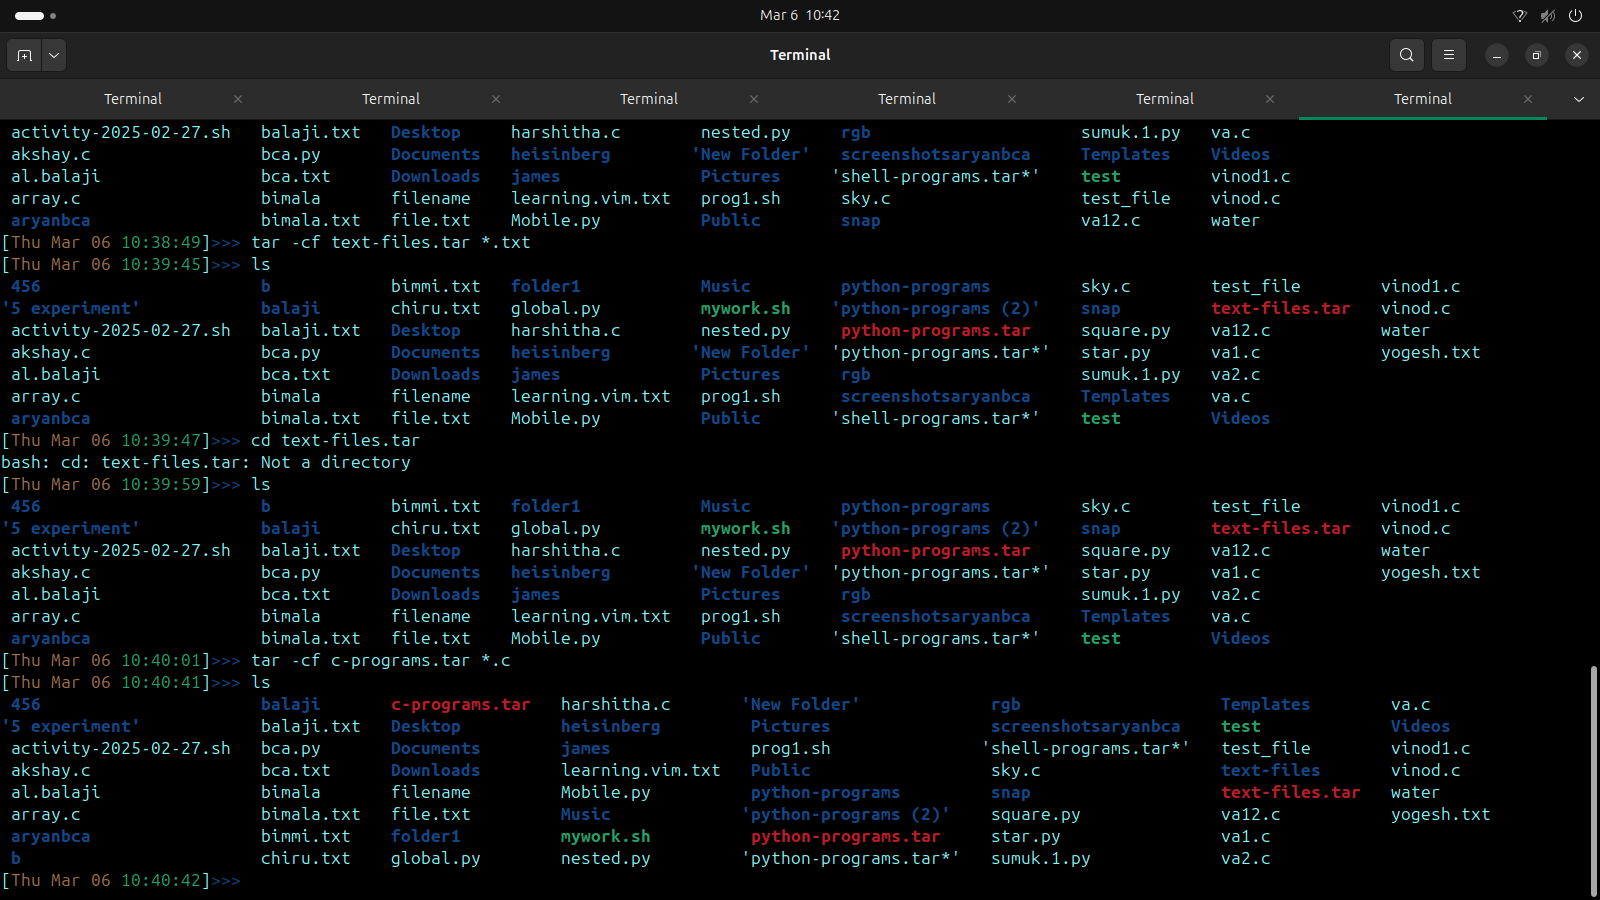 Mar 6 10:42
Terminal
Terminal Terminal Terminal Terminal Terminal Terminal
activity-2025-02-27.sh balaji.txt Desktop harshitha.c nested.py rgb sumuk.1.py va.c
akshay.c bca.py Documents heisinberg 'New Folder' screenshotsaryanbca Templates Videos
al.balaji bca.txt Downloads james Pictures 'shell-programs.tar*' test vinod1.c
array.c bimala filename learning.vim.txt prog1.sh sky.c test_file vinod.c
aryanbca bimala.txt file.txt Mobile.py Public snap va12.c water
[Thu Mar 06 10:38:49]>>> tar -cf text-files.tar *.txt
[Thu Mar 06 10:39:45]>>> ls
456 b bimmi.txt folder1 Music python-programs sky.c test_file vinod1.c
'5 experiment' balaji chiru.txt global.py mywork.sh 'python-programs (2)' snap text-files.tar vinod.c
activity-2025-02-27.sh balaji.txt Desktop harshitha.c nested.py python-programs.tar square.py va12.c water
akshay.c bca.py Documents heisinberg 'New Folder' 'python-programs.tar*' star.py va1.c yogesh.txt
al.balaji bca.txt Downloads james Pictures rgb sumuk.1.py va2.c
array.c bimala filename learning.vim.txt prog1.sh screenshotsaryanbca Templates va.c
aryanbca bimala.txt file.txt Mobile.py Public 'shell-programs.tar*' test Videos
[Thu Mar 06 10:39:47]>>> cd text-files.tar
bash: cd: text-files.tar: Not a directory
[Thu Mar 06 10:39:59]>>> ls
456 b bimmi.txt folder1 Music python-programs sky.c test_file vinod1.c
'5 experiment' balaji chiru.txt global.py mywork.sh 'python-programs (2)' snap text-files.tar vinod.c
activity-2025-02-27.sh balaji.txt Desktop harshitha.c nested.py python-programs.tar square.py va12.c water
akshay.c bca.py Documents heisinberg 'New Folder' 'python-programs.tar*' star.py va1.c yogesh.txt
al.balaji bca.txt Downloads james Pictures rgb sumuk.1.py va2.c
array.c bimala filename learning.vim.txt prog1.sh screenshotsaryanbca Templates va.c
aryanbca bimala.txt file.txt Mobile.py Public 'shell-programs.tar*' test Videos
[Thu Mar 06 10:40:01]>>> tar -cf c-programs.tar *.c
[Thu Mar 06 10:40:41]>>> ls
456 balaji c-programs.tar harshitha.c 'New Folder' rgb Templates va.c
'5 experiment' balaji.txt Desktop heisinberg Pictures screenshotsaryanbca test Videos
activity-2025-02-27.sh bca.py Documents james prog1.sh 'shell-programs.tar*' test_file vinod1.c
akshay.c bca.txt Downloads learning.vim.txt Public sky.c text-files vinod.c
al.balaji bimala filename Mobile.py python-programs snap text-files.tar water
array.c bimala.txt file.txt Music 'python-programs (2)' square.py va12.c yogesh.txt
aryanbca bimmi.txt folder1 mywork.sh python-programs.tar star.py va1.c
b chiru.txt global.py nested.py 'python-programs.tar*' sumuk.1.py va2.c
[Thu Mar 06 10:40:42]>>>